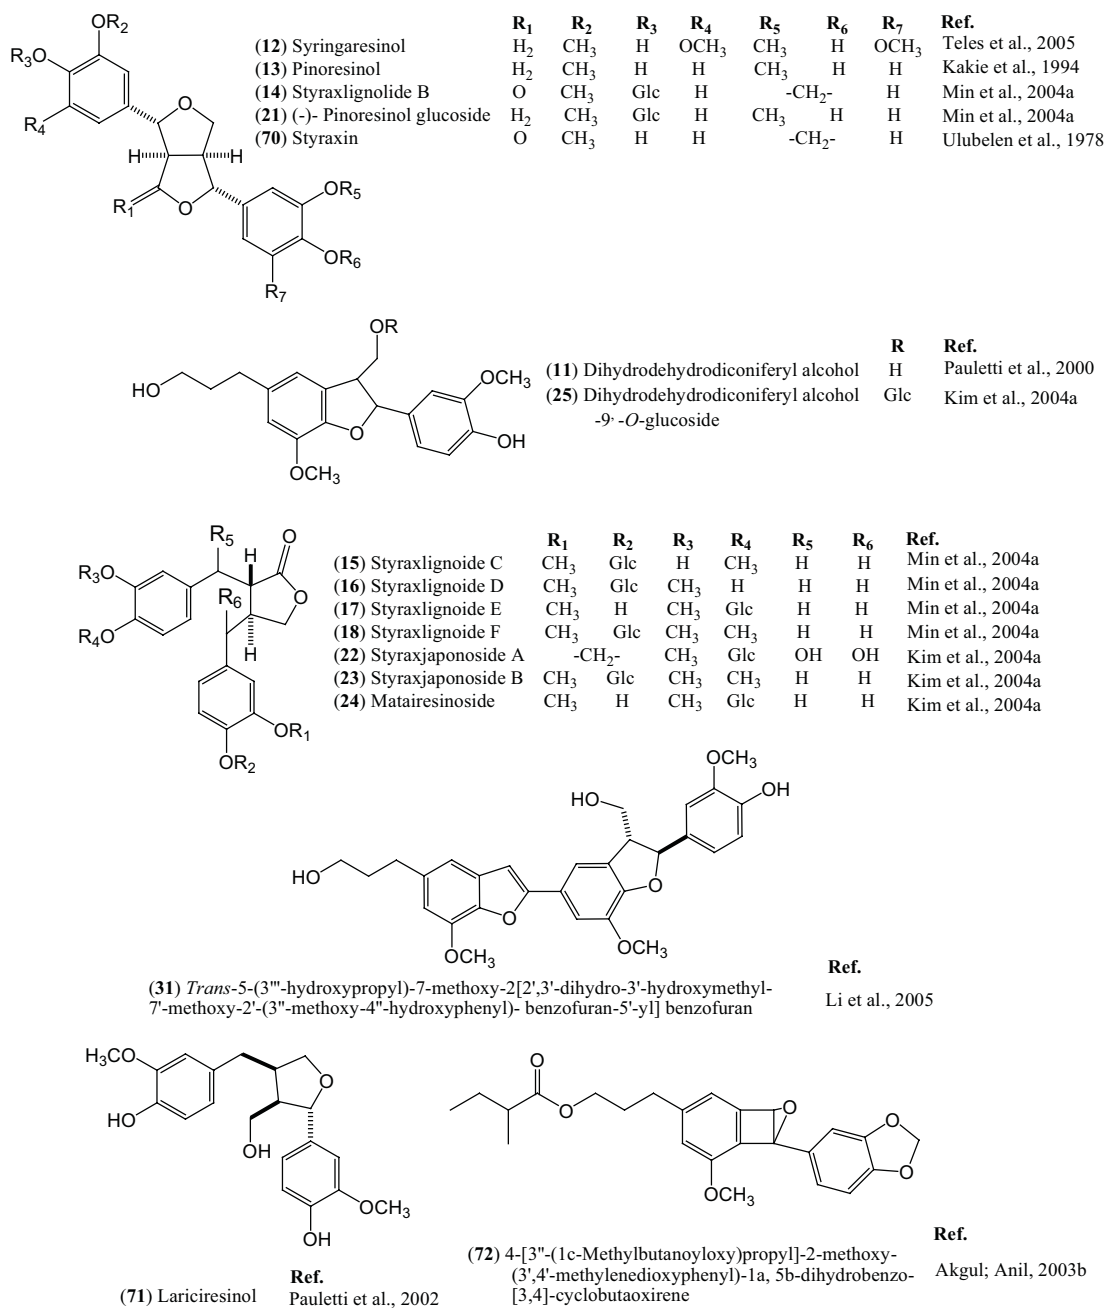 R1 R2 R3 R4 R5 R6 R7 Ref.
(12) Syringaresinol H2 CH3 H OCH3 CH3 H OCH3 Teles et al., 2005
(13) Pinoresinol H2 CH3 H H CH3 H H Kakie et al., 1994
(14) Styraxlignolide B O CH3 Glc H -CH2- H Min et al., 2004a
(21) (-)- Pinoresinol glucoside H2 CH3 Glc H CH3 H H Min et al., 2004a
(70) Styraxin O CH3 H H -CH2- H Ulubelen et al., 1978
OR2
R3O
O
R4
H
H
R1
O
OR5
OR6
R7
OR
HO
O
OCH3
OCH3
OH
R Ref.
(11) Dihydrodehydrodiconiferyl alcohol H Pauletti et al., 2000
(25) Dihydrodehydrodiconiferyl alcohol Glc Kim et al., 2004a
-9'-O-glucoside
R1 R2 R3 R4 R5 R6 Ref.
(15) Styraxlignoide C CH3 Glc H CH3 H H Min et al., 2004a
(16) Styraxlignoide D CH3 Glc CH3 H H H Min et al., 2004a
(17) Styraxlignoide E CH3 H CH3 Glc H H Min et al., 2004a
(18) Styraxlignoide F CH3 Glc CH3 CH3 H H Min et al., 2004a
(22) Styraxjaponoside A -CH2- CH3 Glc OH OH Kim et al., 2004a
(23) Styraxjaponoside B CH3 Glc CH3 CH3 H H Kim et al., 2004a
(24) Matairesinoside CH3 H CH3 Glc H H Kim et al., 2004a
R5
H
O
R3O
O
R6
R4O
H
OR1
OR2
OCH3
OH
HO
O
HO
O
OCH3
OCH3
Ref.
(31) Trans-5-(3'''-hydroxypropyl)-7-methoxy-2[2',3'-dihydro-3'-hydroxymethyl-
7'-methoxy-2'-(3''-methoxy-4''-hydroxyphenyl)- benzofuran-5'-yl] benzofuran
Li et al., 2005
H3CO
HO
O
OH
OCH3
OH
Ref.
(71) Lariciresinol Pauletti et al., 2002
O
O
O
OCH3
O
O
Ref.
(72) 4-[3''-(1c-Methylbutanoyloxy)propyl]-2-methoxy-
(3',4'-methylenedioxyphenyl)-1a, 5b-dihydrobenzo-
[3,4]-cyclobutaoxirene
Akgul; Anil, 2003b